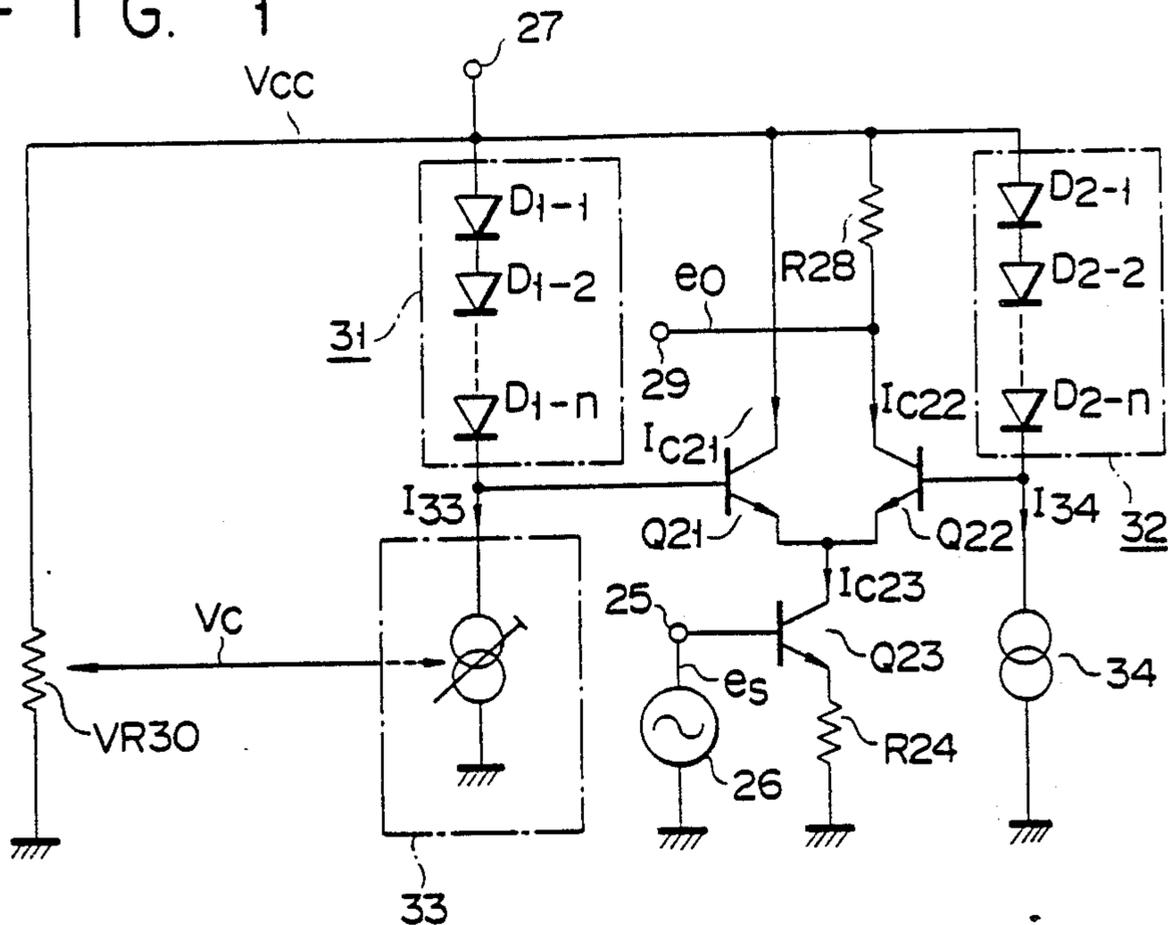 FIG. 1
27
VCC
D1-1
D2-1
D1-2
R28
D2-2
eo
31
29
D1-n
IC22
D2-n
IC21
I33
Q21
Q22
I34
32
25
IC23
VC
Q23
es
34
VR30
R24
26
33